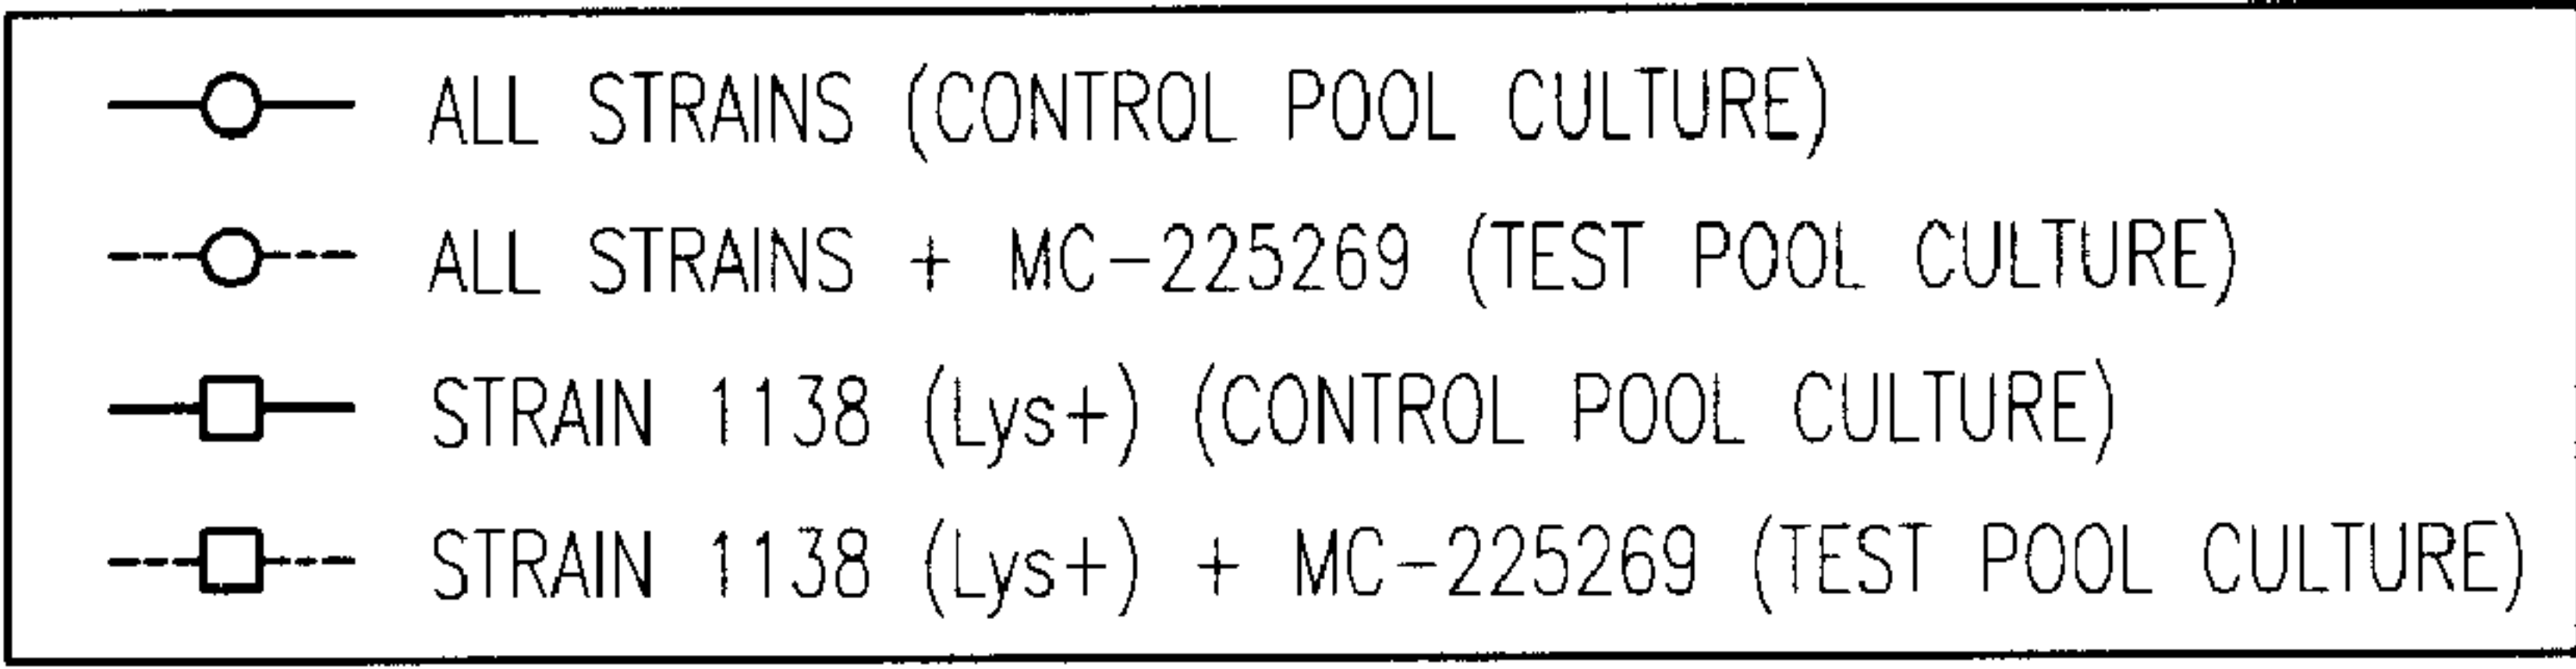 ALL STRAINS (CONTROL POOL CULTURE)
ALL STRAINS + MC-225269 (TEST POOL CULTURE)
STRAIN 1138 (Lys+) (CONTROL POOL CULTURE)
STRAIN 1138 (Lys+) + MC-225269 (TEST POOL CULTURE)